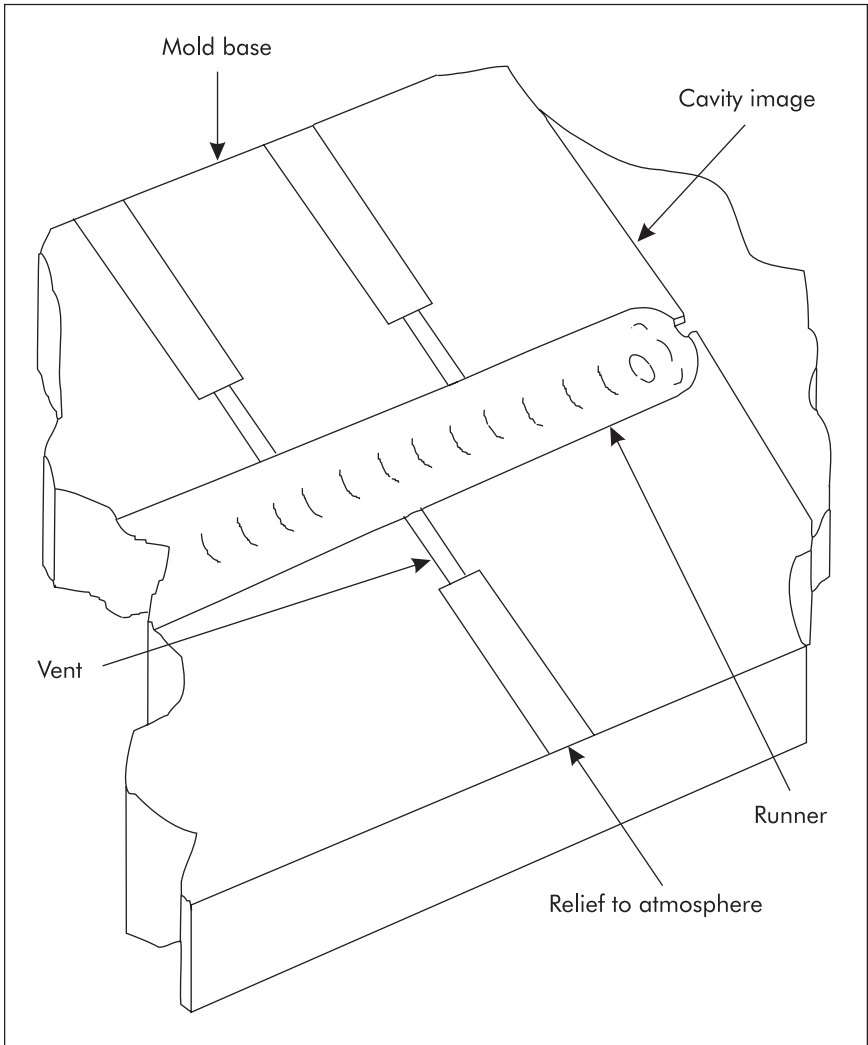 Mold base
Cavity image
Vent
Runner
Relief to atmosphere